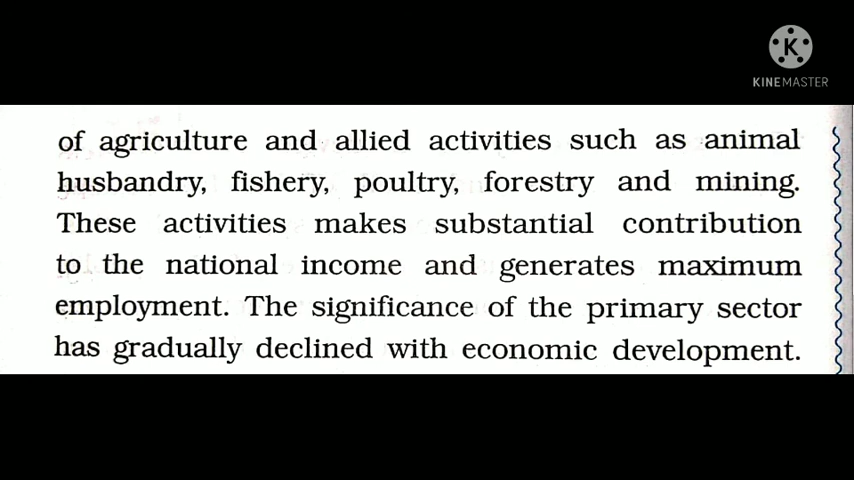 K
KINEMASTER
of agriculture and allied activities such as animal
husbandry, fishery, poultry, forestry and mining.
These activities makes substantial contribution
to the national income and generates maximum
employment. The significance of the primary sector
has gradually declined with economic development.